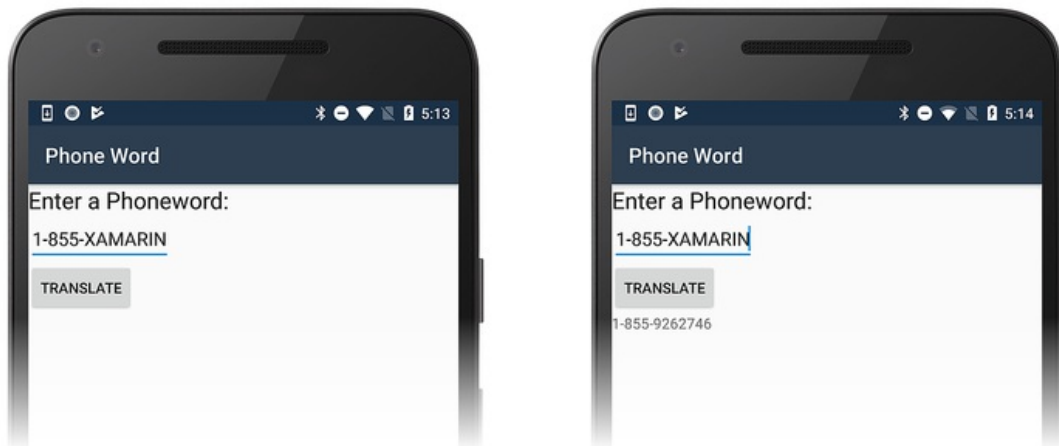 5:13
Phone Word
Enter a Phoneword:
1-855-XAMARIN
TRANSLATE
5:14
Phone Word
Enter a Phoneword:
1-855-XAMARIN
TRANSLATE
1-855-9262746